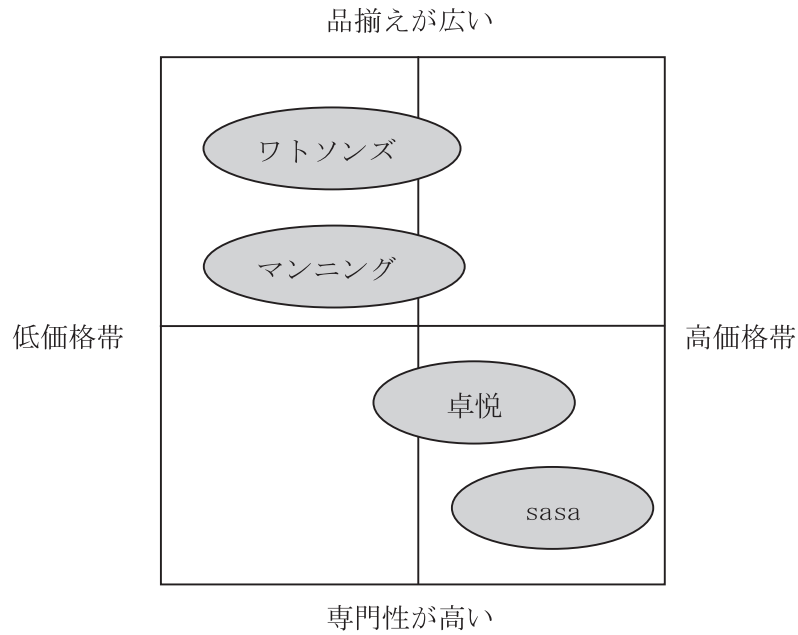 品揃えが広い
ワトソンズ
マンニング
低価格帯
高価格帯
卓悦
sasa
専門性が高い